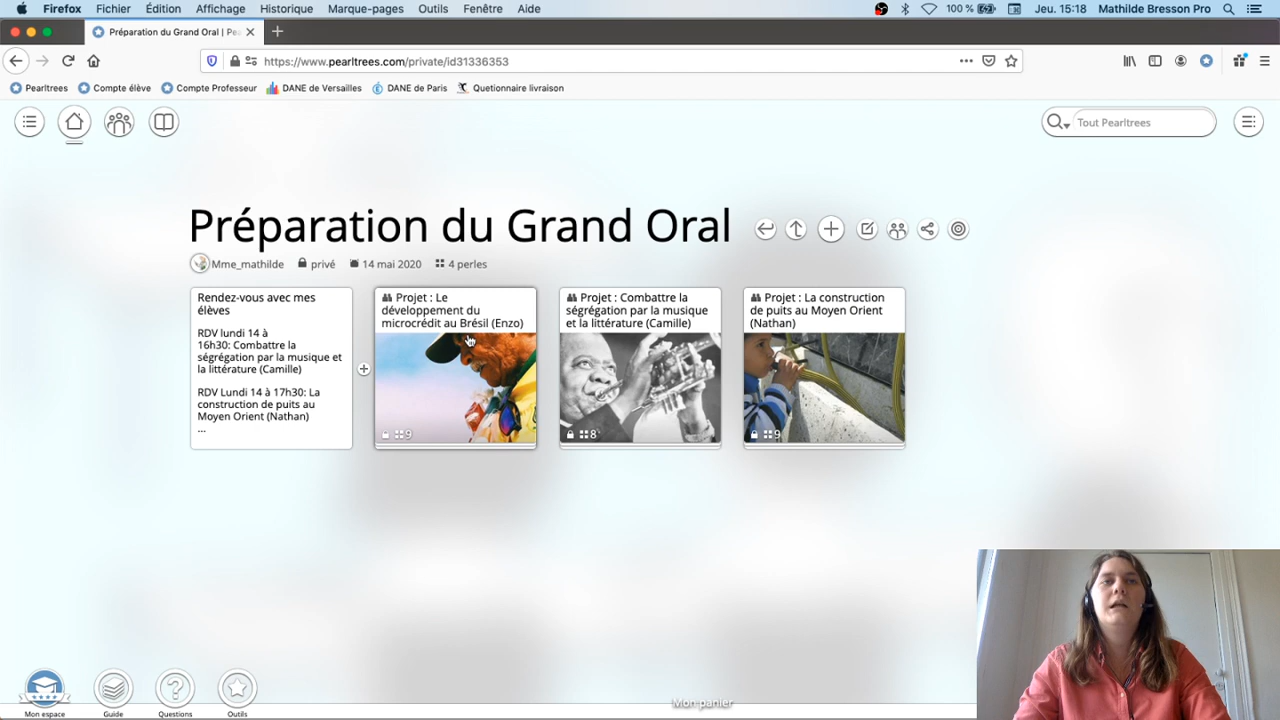 Firefox Fichier Édition Affichage Historique Marque-pages Outils Fenêtre Aide 100 % Jeu. 15:18 Mathilde Bresson Pro
Préparation du Grand Oral | Pea
https://www.pearltrees.com/private/id31336353
Pearltrees Compte élève Compte Professeur DANE de Versailles DANE de Paris Quetionnaire livraison
Tout Pearltrees
Préparation du Grand Oral
Mme_mathilde privé 14 mai 2020 4 perles
Rendez-vous avec mes
élèves
RDV lundi 14 à
16h30: Combattre la
ségrégation par la musique et
la littérature (Camille)
RDV Lundi 14 à 17h30: La
construction de puits au
Moyen Orient (Nathan)
...
Projet : Le
développement du
microcrédit au Brésil (Enzo)
9
Projet : Combattre la
ségrégation par la musique
et la littérature (Camille)
8
Projet : La construction
de puits au Moyen Orient
(Nathan)
9
Mon espace Guide Questions Outils
Mon panier